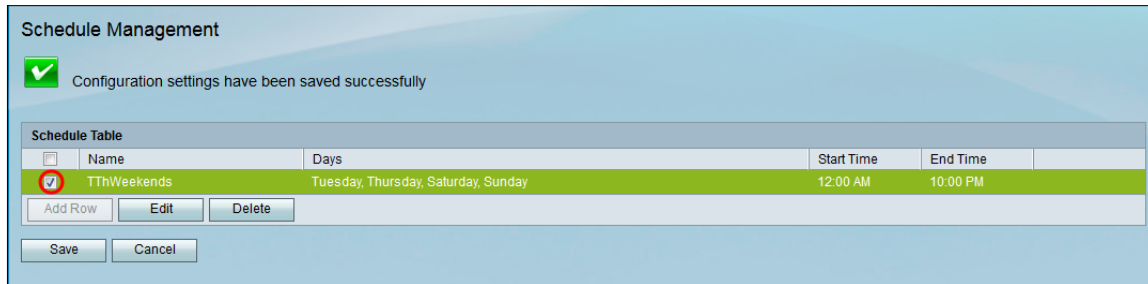 Schedule Management
Configuration settings have been saved successfully
Schedule Table
Name Days Start Time End Time
TThWeekends Tuesday, Thursday, Saturday, Sunday 12:00 AM 10:00 PM
Add Row Edit Delete
Save Cancel